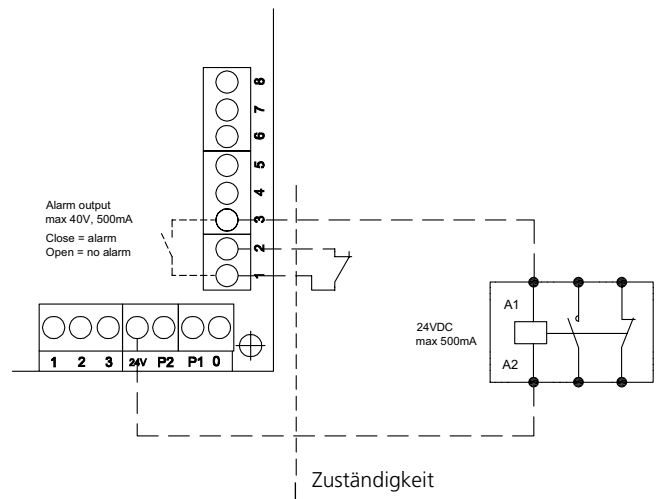 8
7
6
5
4
3
2
1
Alarm output
max 40V, 500mA
Close = alarm
Open = no alarm
24VDC
max 500mA
A1
A2
1 2 3 24V P2 P1 0
Zuständigkeit